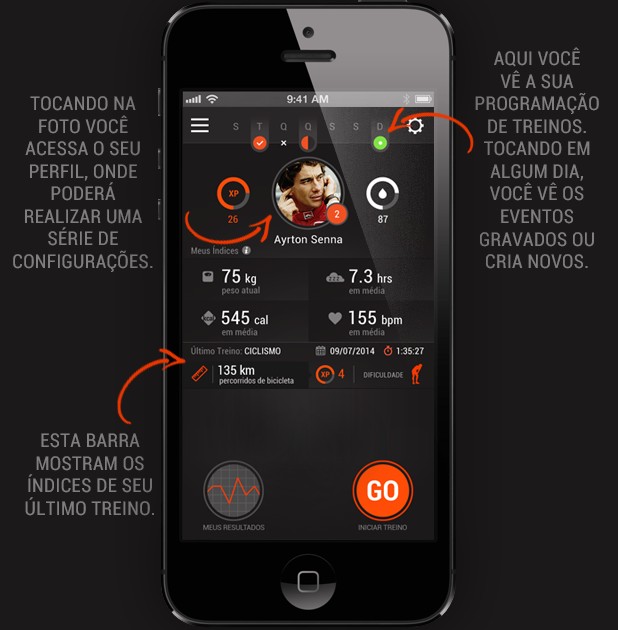 TOCANDO NA
FOTO VOCÊ
ACESSA O SEU
PERFIL, ONDE
PODERÁ
REALIZAR UMA
SÉRIE DE
CONFIGURAÇÕES.
AQUI VOCÊ
VÊ A SUA
PROGRAMAÇÃO
DE TREINOS.
TOCANDO EM
ALGUM DIA,
VOCÊ VÊ OS
EVENTOS
GRAVADOS OU
CRIA NOVOS.
9:41 AM
S T Q Q S S D
XP
26
2
87
Ayrton Senna
Meus Índices i
75 kg
peso atual
7.3 hrs
em média
545 cal
em média
155 bpm
em média
Último Treino: CICLISMO 09/07/2014 1:35:27
135 km
percorridos de bicicleta
XP 4 DIFICULDADE
ESTA BARRA
MOSTRAM OS
ÍNDICES DE SEU
ÚLTIMO TREINO.
GO
MEUS RESULTADOS
INICIAR TREINO